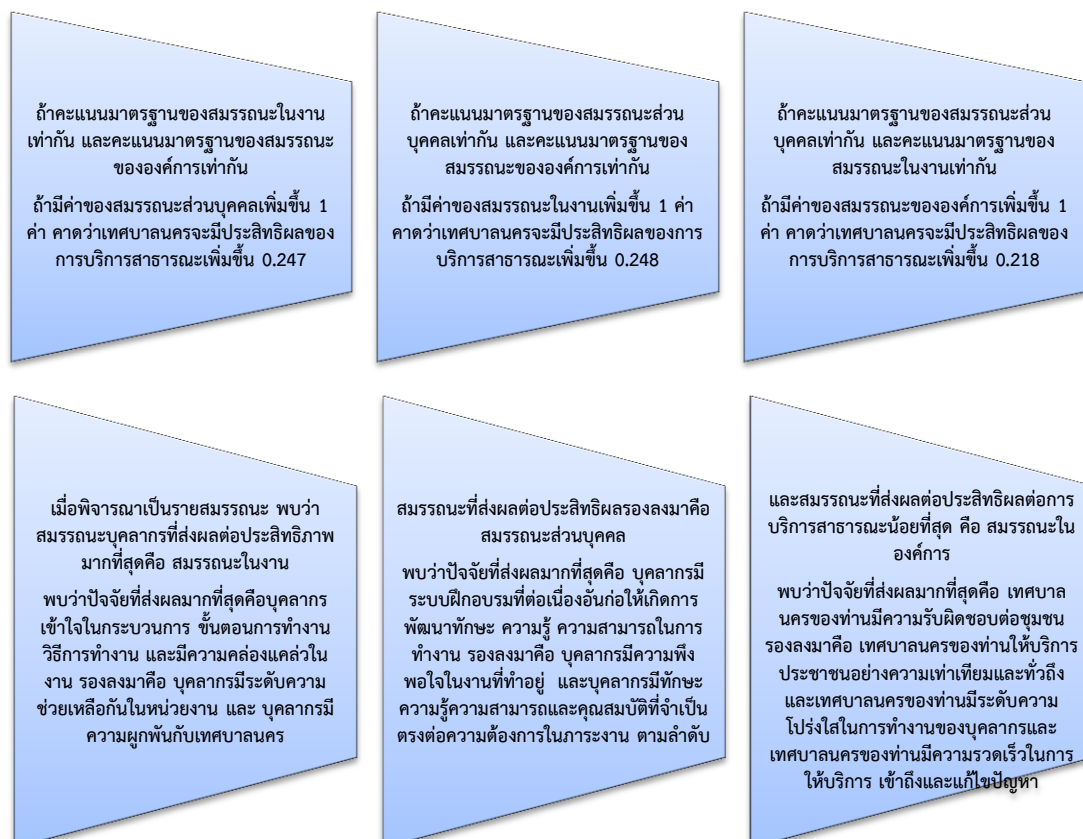 ถ้าคะแนนมาตรฐานของสมรรถนะในงาน
เท่ากัน และคะแนนมาตรฐานของสมรรถนะ
ขององค์การเท่ากัน
ถ้ามีค่าของสมรรถนะส่วนบุคคลเพิ่มขึ้น 1
ค่า คาดว่าเทศบาลนครจะมีประสิทธิผลของ
การบริการสาธารณะเพิ่มขึ้น 0.247
ถ้าคะแนนมาตรฐานของสมรรถนะส่วน
บุคคลเท่ากัน และคะแนนมาตรฐานของ
สมรรถนะขององค์การเท่ากัน
ถ้ามีค่าของสมรรถนะในงานเพิ่มขึ้น 1 ค่า
คาดว่าเทศบาลนครจะมีประสิทธิผลของการ
บริการสาธารณะเพิ่มขึ้น 0.248
ถ้าคะแนนมาตรฐานของสมรรถนะส่วน
บุคคลเท่ากัน และคะแนนมาตรฐานของ
สมรรถนะในงานเท่ากัน
ถ้ามีค่าของสมรรถนะขององค์การเพิ่มขึ้น 1
ค่า คาดว่าเทศบาลนครจะมีประสิทธิผลของ
การบริการสาธารณะเพิ่มขึ้น 0.218
เมื่อพิจารณาเป็นรายสมรรถนะ พบว่า
สมรรถนะบุคลากรที่ส่งผลต่อประสิทธิภาพ
มากที่สุดคือ สมรรถนะในงาน
พบว่าปัจจัยที่ส่งผลมากที่สุดคือบุคลากร
เข้าใจในกระบวนการ ขั้นตอนการทำงาน
วิธีการทำงาน และมีความคล่องแคล่วใน
งาน รองลงมาคือ บุคลากรมีระดับความ
ช่วยเหลือกันในหน่วยงาน และ บุคลากรมี
ความผูกพันกับเทศบาลนคร
สมรรถนะที่ส่งผลต่อประสิทธิผลรองลงมาคือ
สมรรถนะส่วนบุคคล
พบว่าปัจจัยที่ส่งผลมากที่สุดคือ บุคลากรมี
ระบบฝึกอบรมที่ต่อเนื่องอันก่อให้เกิดการ
พัฒนาทักษะ ความรู้ ความสามารถในการ
ทำงาน รองลงมาคือ บุคลากรมีความพึง
พอใจในงานที่ทำอยู่ และบุคลากรมีทักษะ
ความรู้ความสามารถและคุณสมบัติที่จำเป็น
ตรงต่อความต้องการในภาระงาน ตามลำดับ
และสมรรถนะที่ส่งผลต่อประสิทธิผลต่อการ
บริการสาธารณะน้อยที่สุด คือ สมรรถนะใน
องค์การ
พบว่าปัจจัยที่ส่งผลมากที่สุดคือ เทศบาล
นครของท่านมีความรับผิดชอบต่อชุมชน
รองลงมาคือ เทศบาลนครของท่านให้บริการ
ประชาชนอย่างความเท่าเทียมและทั่วถึง
และเทศบาลนครของท่านมีระดับความ
โปร่งใสในการทำงานของบุคลากรและ
เทศบาลนครของท่านมีความรวดเร็วในการ
ให้บริการ เข้าถึงและแก้ไขปัญหา